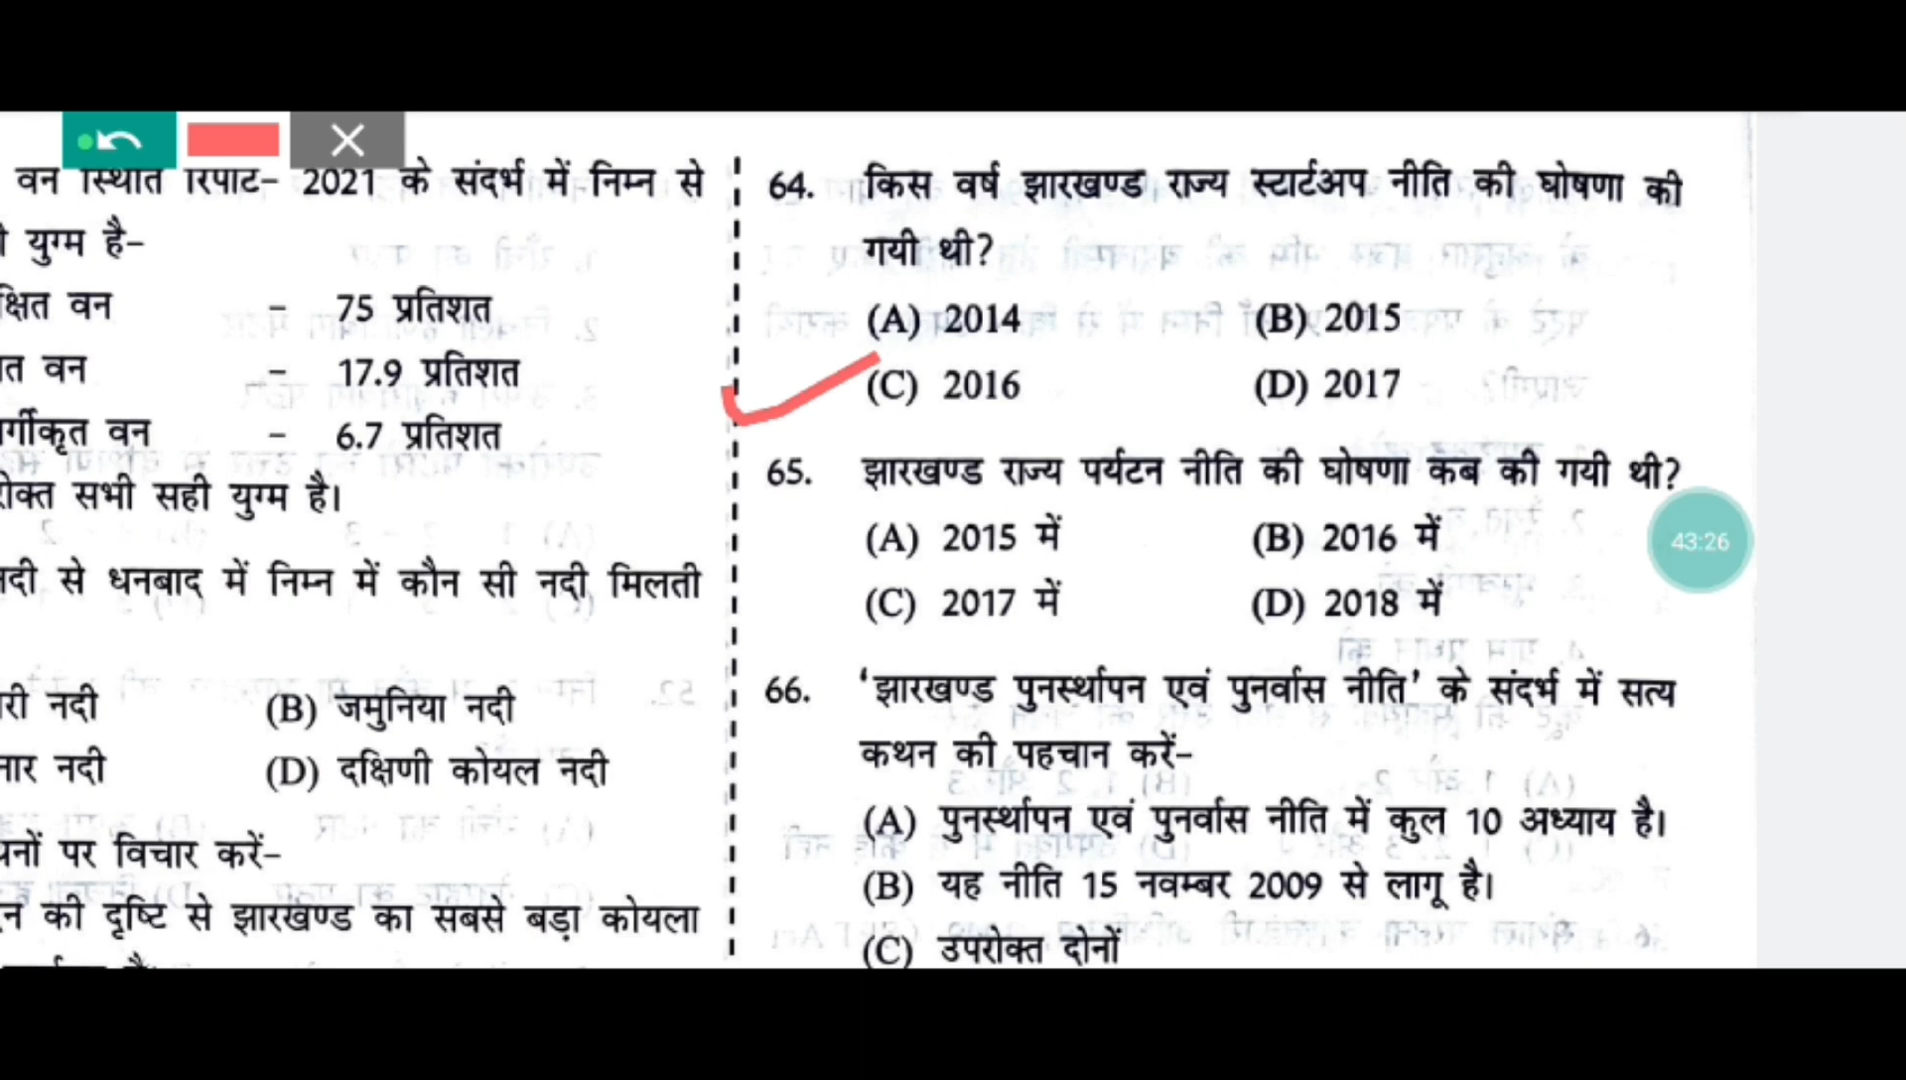 वन स्थिति रिपोर्ट– 2021 के संदर्भ में निम्न से
युग्म है–
क्षित वन – 75 प्रतिशत
त वन – 17.9 प्रतिशत
र्गीकृत वन – 6.7 प्रतिशत
रोक्त सभी सही युग्म है।
नदी से धनबाद में निम्न में कौन सी नदी मिलती
री नदी (B) जमुनिया नदी
नार नदी (D) दक्षिणी कोयल नदी
थनों पर विचार करें–
न की दृष्टि से झारखण्ड का सबसे बड़ा कोयला
64. किस वर्ष झारखण्ड राज्य स्टार्टअप नीति की घोषणा की
गयी थी?
(A) 2014 (B) 2015
(C) 2016 (D) 2017
65. झारखण्ड राज्य पर्यटन नीति की घोषणा कब की गयी थी?
(A) 2015 में (B) 2016 में
(C) 2017 में (D) 2018 में
43:26
66. 'झारखण्ड पुनर्स्थापन एवं पुनर्वास नीति' के संदर्भ में सत्य
कथन की पहचान करें–
(A) पुनर्स्थापन एवं पुनर्वास नीति में कुल 10 अध्याय है।
(B) यह नीति 15 नवम्बर 2009 से लागू है।
(C) उपरोक्त दोनों